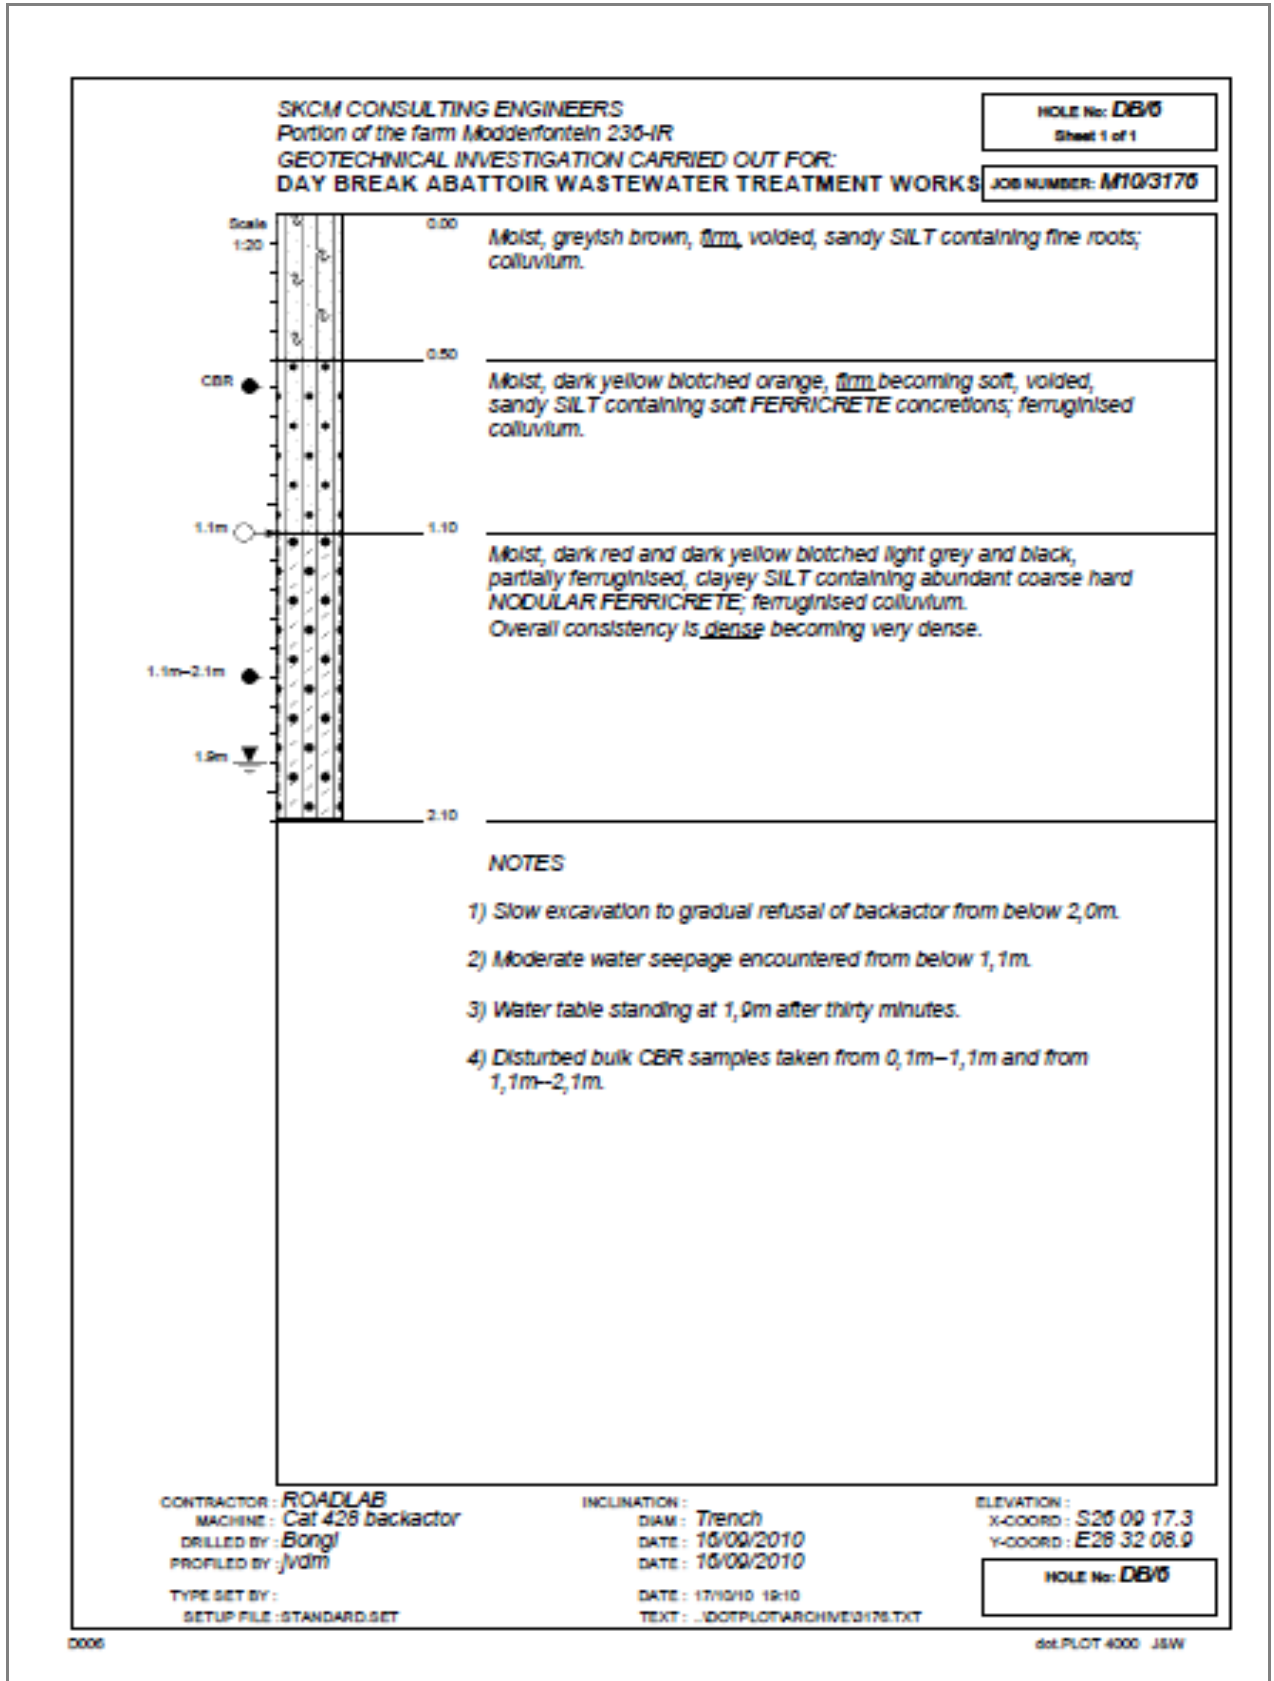 SKCM CONSULTING ENGINEERS
Portion of the farm Modderfontein 236-IR
GEOTECHNICAL INVESTIGATION CARRIED OUT FOR:
DAY BREAK ABATTOIR WASTEWATER TREATMENT WORKS
HOLE No: DB/6
Sheet 1 of 1
JOB NUMBER: M10/3176
Scale
1:20
0.00
Moist, greyish brown, firm, voided, sandy SILT containing fine roots;
colluvium.
0.50
CBR
Moist, dark yellow blotched orange, firm becoming soft, voided,
sandy SILT containing soft FERRICRETE concretions; ferruginised
colluvium.
1.1m
1.10
Moist, dark red and dark yellow blotched light grey and black,
partially ferruginised, clayey SILT containing abundant coarse hard
NODULAR FERRICRETE; ferruginised colluvium.
Overall consistency is dense becoming very dense.
1.1m--2.1m
1.9m
2.10
NOTES
1) Slow excavation to gradual refusal of backactor from below 2,0m.
2) Moderate water seepage encountered from below 1,1m.
3) Water table standing at 1,9m after thirty minutes.
4) Disturbed bulk CBR samples taken from 0,1m--1,1m and from
1,1m--2,1m.
CONTRACTOR : ROADLAB
MACHINE : Cat 428 backactor
DRILLED BY : Bongi
PROFILED BY : jvdm
TYPE SET BY :
SETUP FILE : STANDARD.SET
INCLINATION :
DIAM : Trench
DATE : 16/09/2010
DATE : 16/09/2010
DATE : 17/10/10 19:10
TEXT : ..\DOTPLOT\ARCHIVE\3176.TXT
ELEVATION :
X-COORD : S26 09 17.3
Y-COORD : E28 32 08.9
HOLE No: DB/6
dot.PLOT 4000 J&W